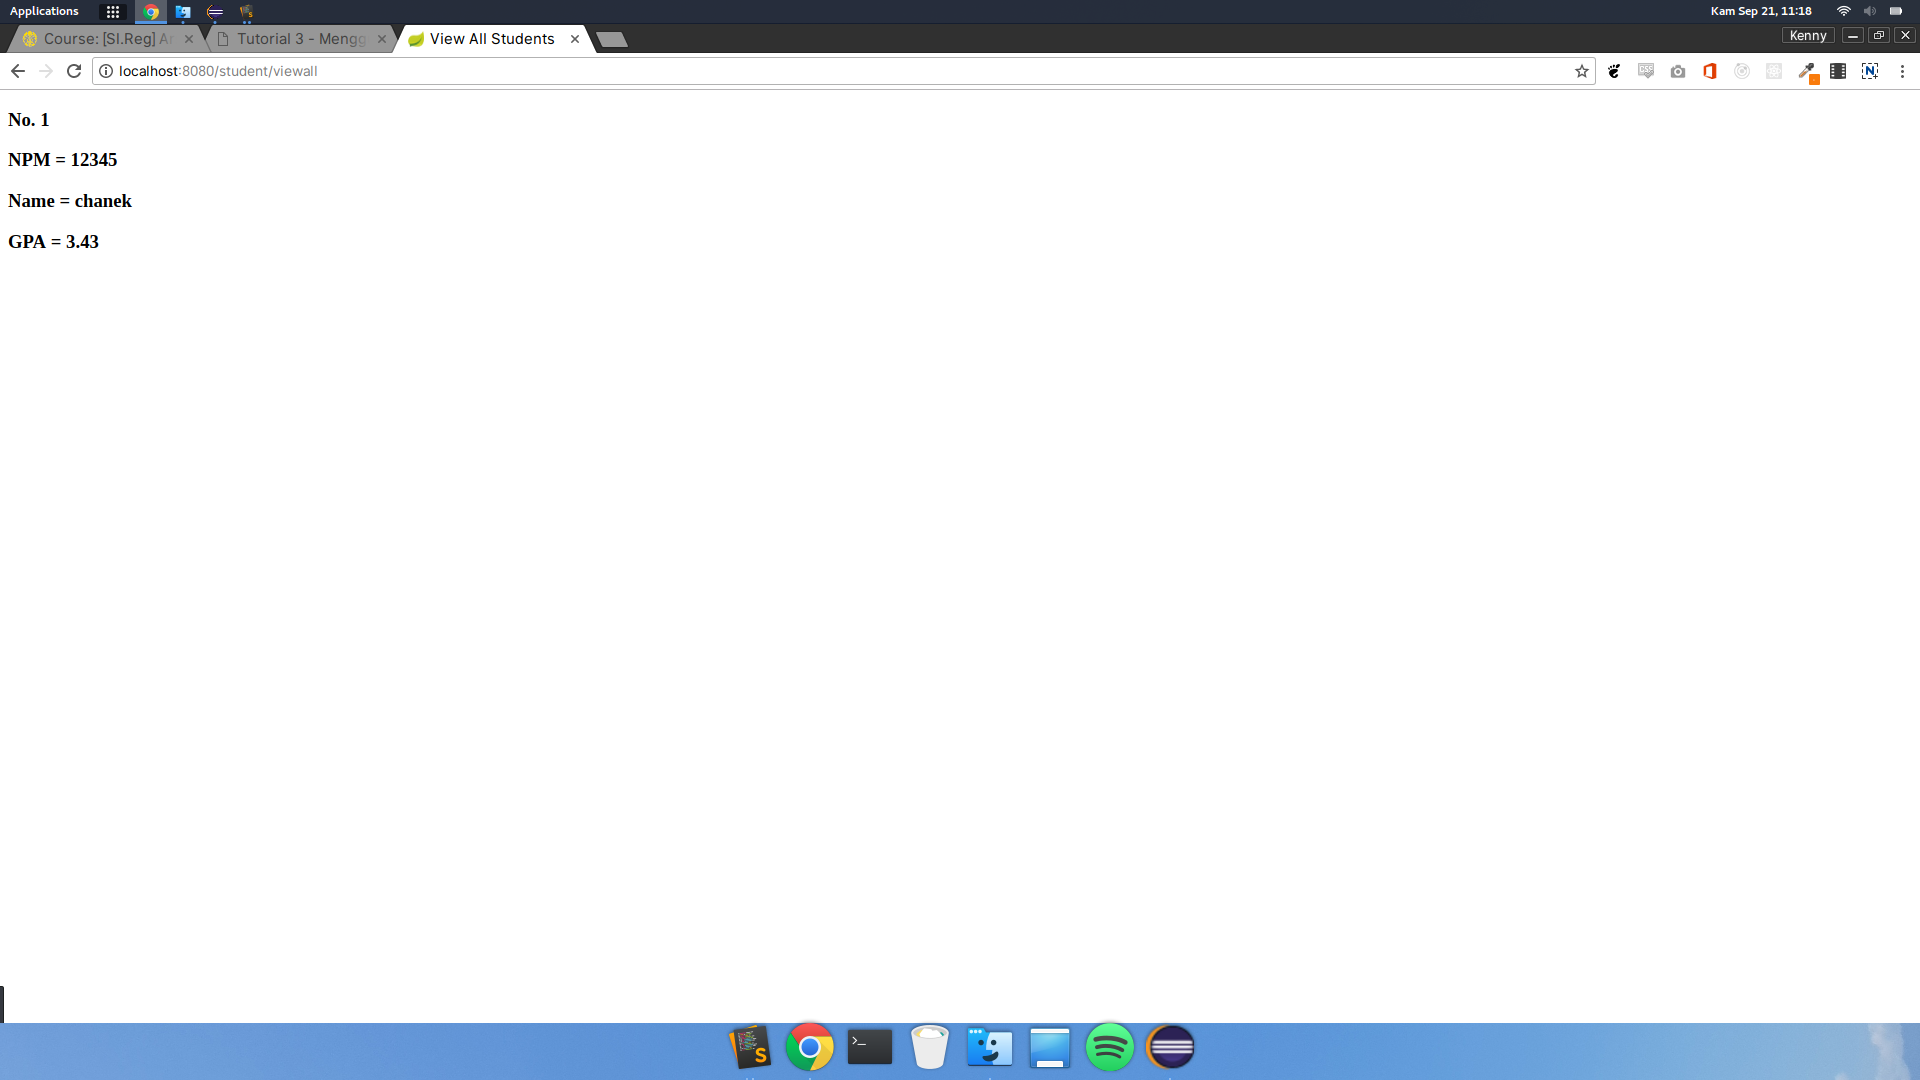 Applications
Kam Sep 21, 11:18
Course: [SI.Reg]
Tutorial 3 -
View All Students
Kenny
localhost:8080/student/viewall
No. 1
NPM = 12345
Name = chanek
GPA = 3.43